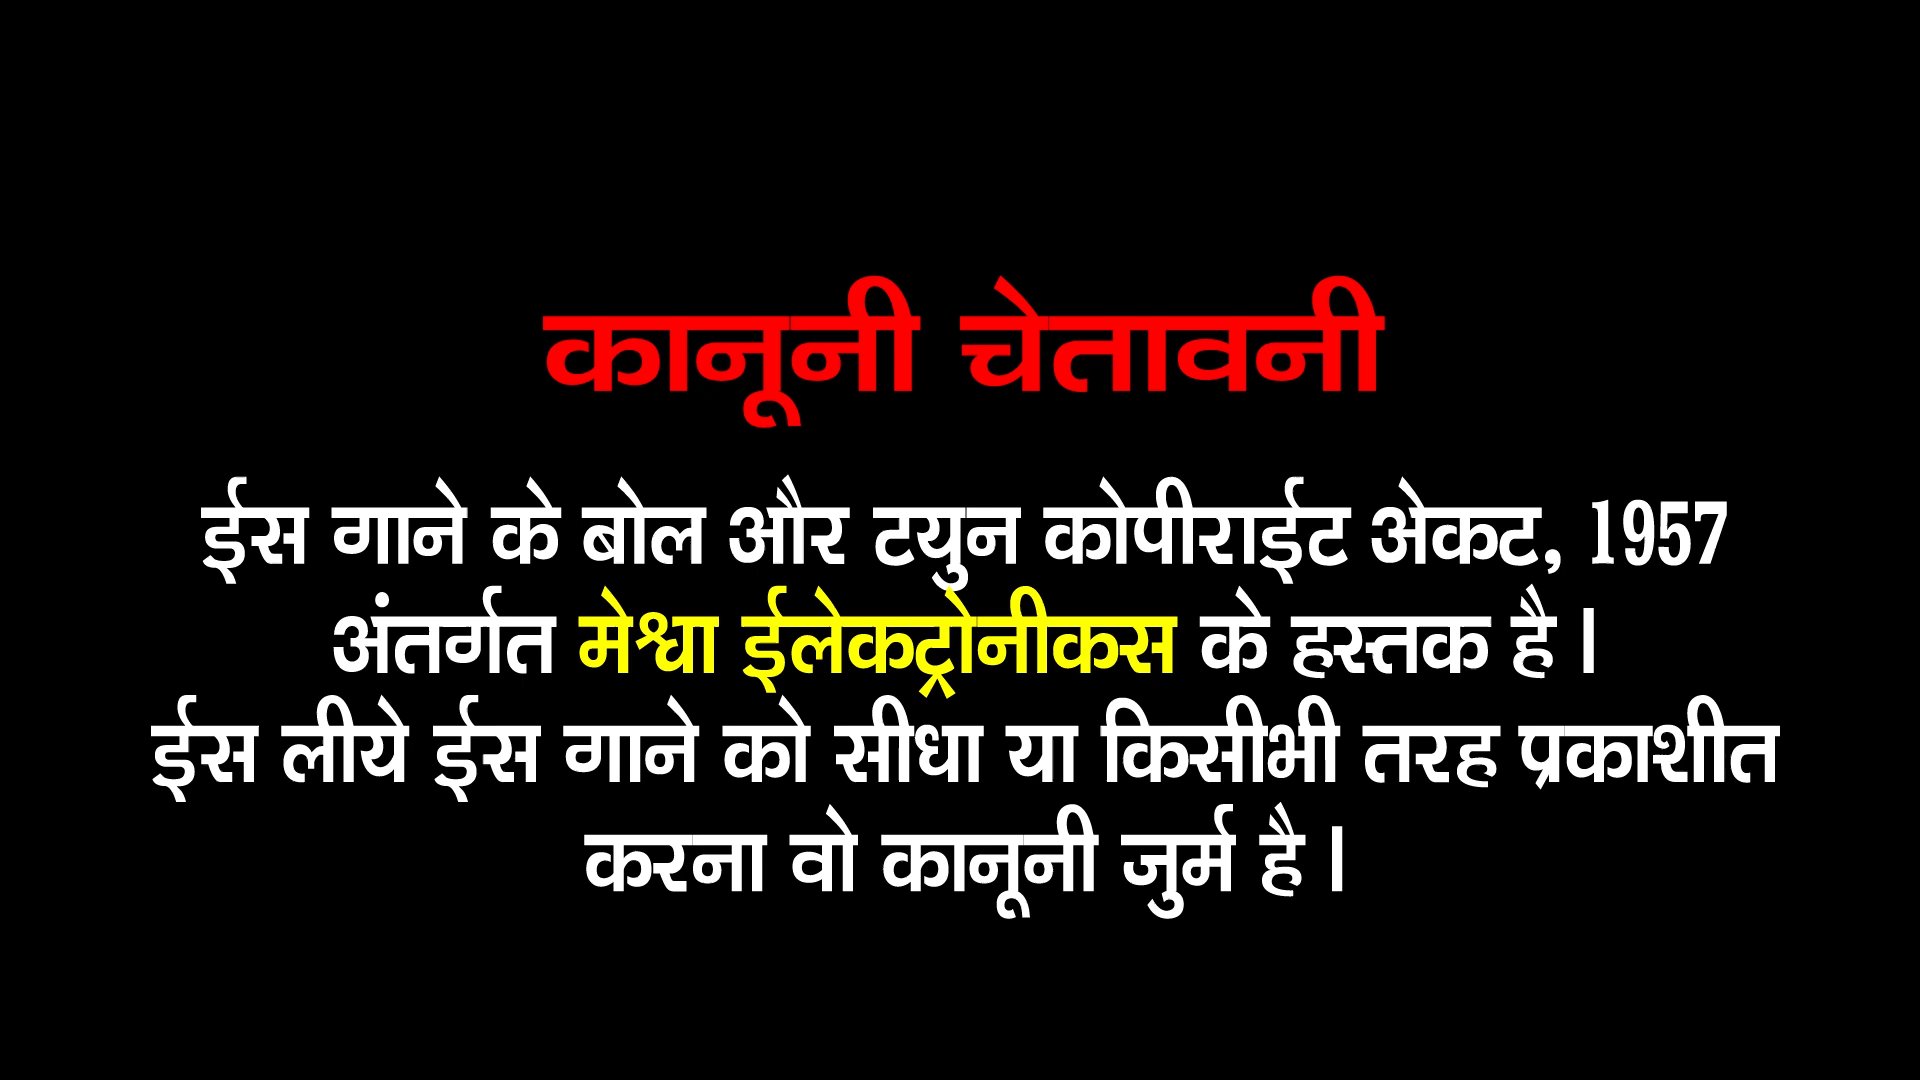 कानूनी चेतावनी
ईस गाने के बोल और टयुन कोपीराईट अेकट, 1957
अंतर्गत मेश्वा ईलेकट्रोनीकस के हस्तक है ।
ईस लीये ईस गाने को सीधा या किसीभी तरह प्रकाशीत
करना वो कानूनी जुर्म है ।